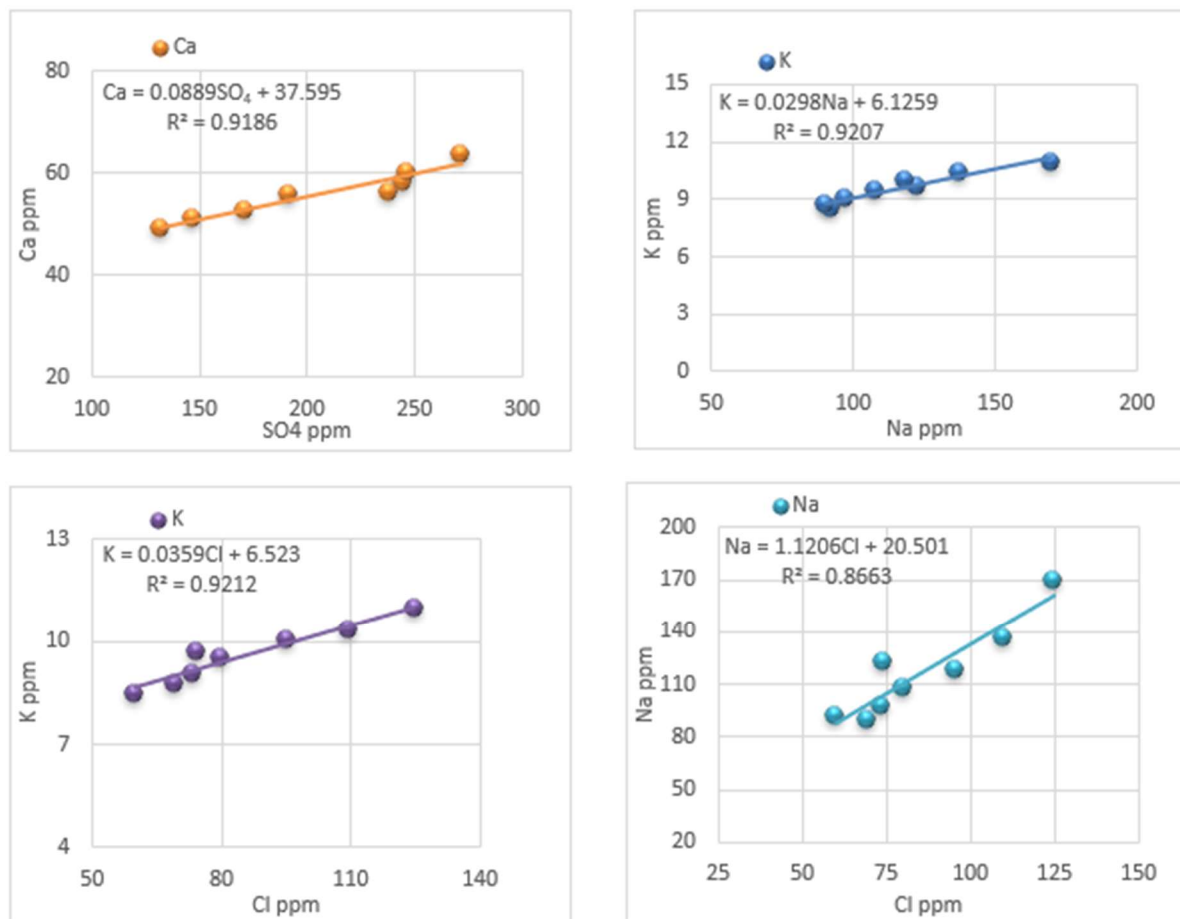 Ca
Ca = 0.0889SO₄ + 37.595
R² = 0.9186
80
60
40
20
Ca ppm
100 150 200 250 300
SO4 ppm
K
K = 0.0298Na + 6.1259
R² = 0.9207
15
12
9
6
3
0
K ppm
50 100 150 200
Na ppm
K
K = 0.0359Cl + 6.523
R² = 0.9212
13
10
7
4
K ppm
50 80 110 140
Cl ppm
Na
Na = 1.1206Cl + 20.501
R² = 0.8663
200
170
140
110
80
50
20
Na ppm
25 50 75 100 125 150
Cl ppm